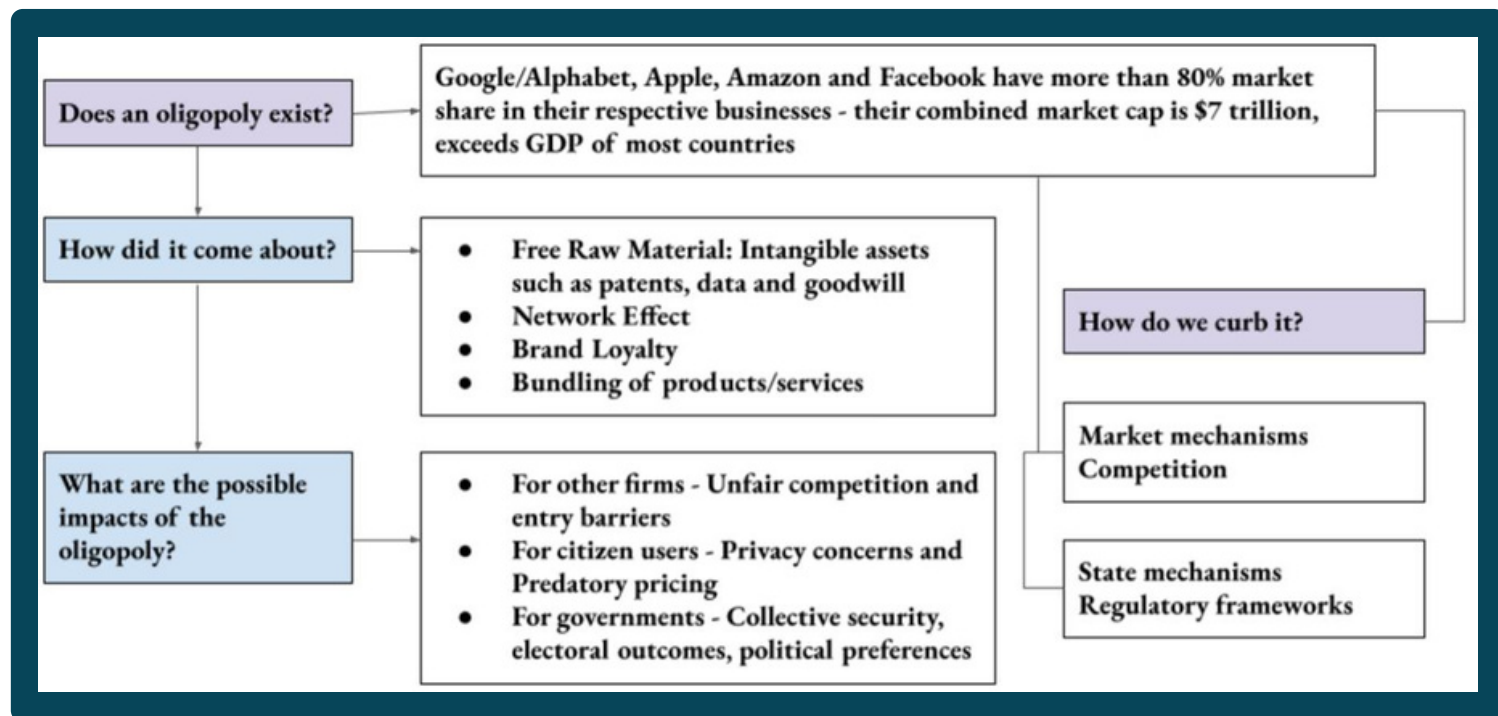 Does an oligopoly exist?
Google/Alphabet, Apple, Amazon and Facebook have more than 80% market
share in their respective businesses - their combined market cap is $7 trillion,
exceeds GDP of most countries
How did it come about?
● Free Raw Material: Intangible assets
such as patents, data and goodwill
● Network Effect
● Brand Loyalty
● Bundling of products/services
How do we curb it?
Market mechanisms
Competition
State mechanisms
Regulatory frameworks
What are the possible
impacts of the
oligopoly?
● For other firms - Unfair competition and
entry barriers
● For citizen users - Privacy concerns and
Predatory pricing
● For governments - Collective security,
electoral outcomes, political preferences